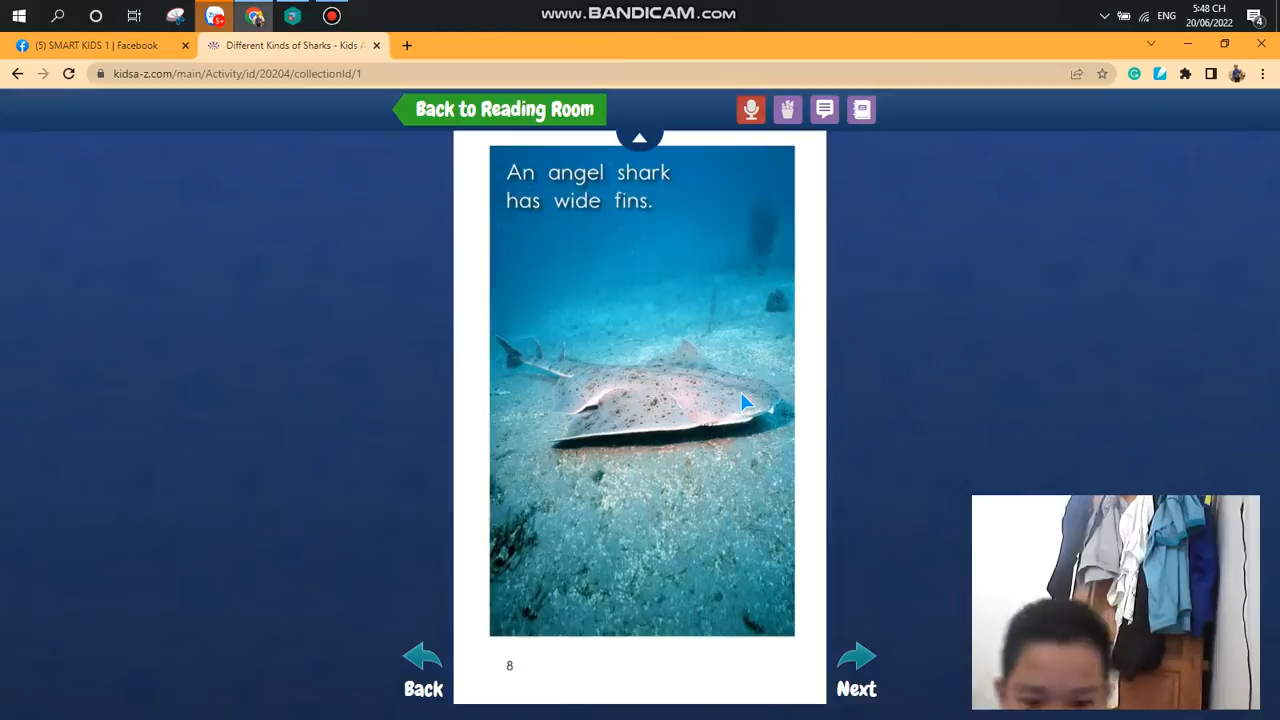 www.BANDICAM.com
5+
ENG
5:48 CH
20/06/2022
4
(5) SMART KIDS 1 | Facebook
Different Kinds of Sharks - Kids A
kidsa-z.com/main/Activity/id/20204/collectionId/1
Back to Reading Room
An angel shark
has wide fins.
8
Back
Next